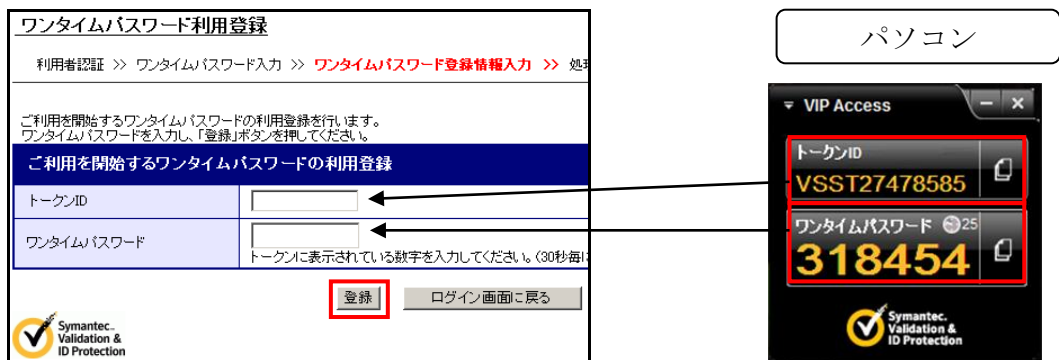 ワンタイムパスワード利用登録
利用者認証 >> ワンタイムパスワード入力 >> ワンタイムパスワード登録情報入力 >> 処理
ご利用を開始するワンタイムパスワードの利用登録を行います。
ワンタイムパスワードを入力し、「登録」ボタンを押してください。
ご利用を開始するワンタイムパスワードの利用登録
トークンID
ワンタイムパスワード
トークンに表示されている数字を入力してください。(30秒毎に
登録
ログイン画面に戻る
Symantec.
Validation &
ID Protection
パソコン
VIP Access
トークンID
VSST27478585
ワンタイムパスワード 25
318454
Symantec.
Validation &
ID Protection